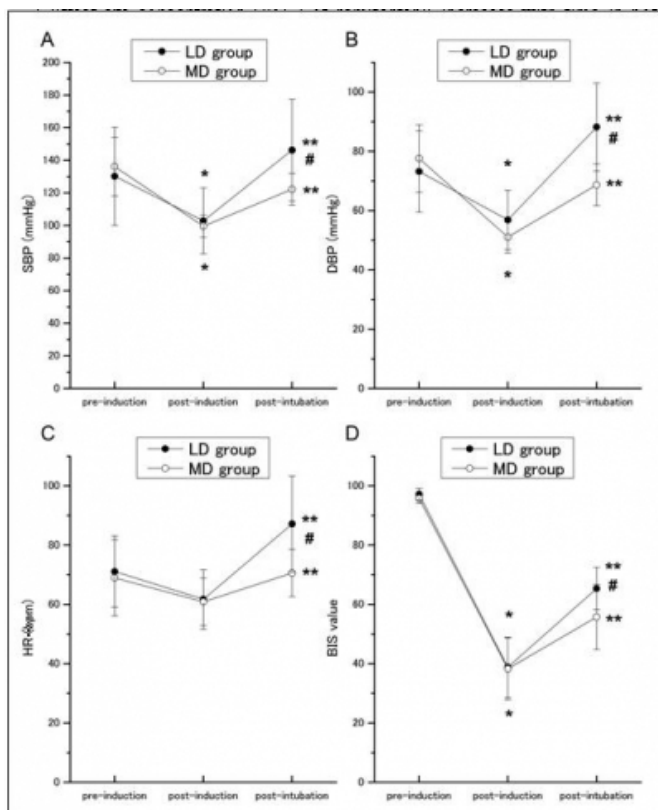 A
LD group
MD group
200
180
160
140
120
100
80
60
40
20
0
SBP (mmHg)
*
*
**
#
**
pre-induction
post-induction
post-intubation
B
LD group
MD group
100
80
60
40
20
0
DBP (mmHg)
*
*
**
#
**
pre-induction
post-induction
post-intubation
C
LD group
MD group
100
80
60
40
20
0
**
#
**
pre-induction
post-induction
post-intubation
D
LD group
MD group
100
80
60
40
20
0
BIS value
*
*
**
#
**
pre-induction
post-induction
post-intubation